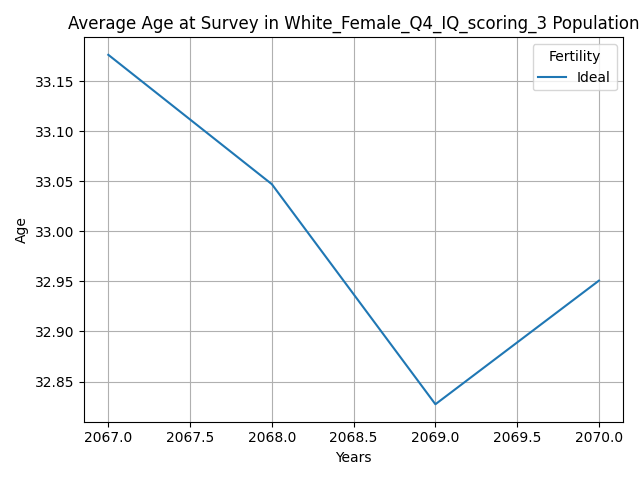 Average Age at Survey in White_Female_Q4_IQ_scoring_3 Population
Fertility
Ideal
33.15
33.10
33.05
33.00
32.95
32.90
32.85
Age
2067.0 2067.5 2068.0 2068.5 2069.0 2069.5 2070.0
Years